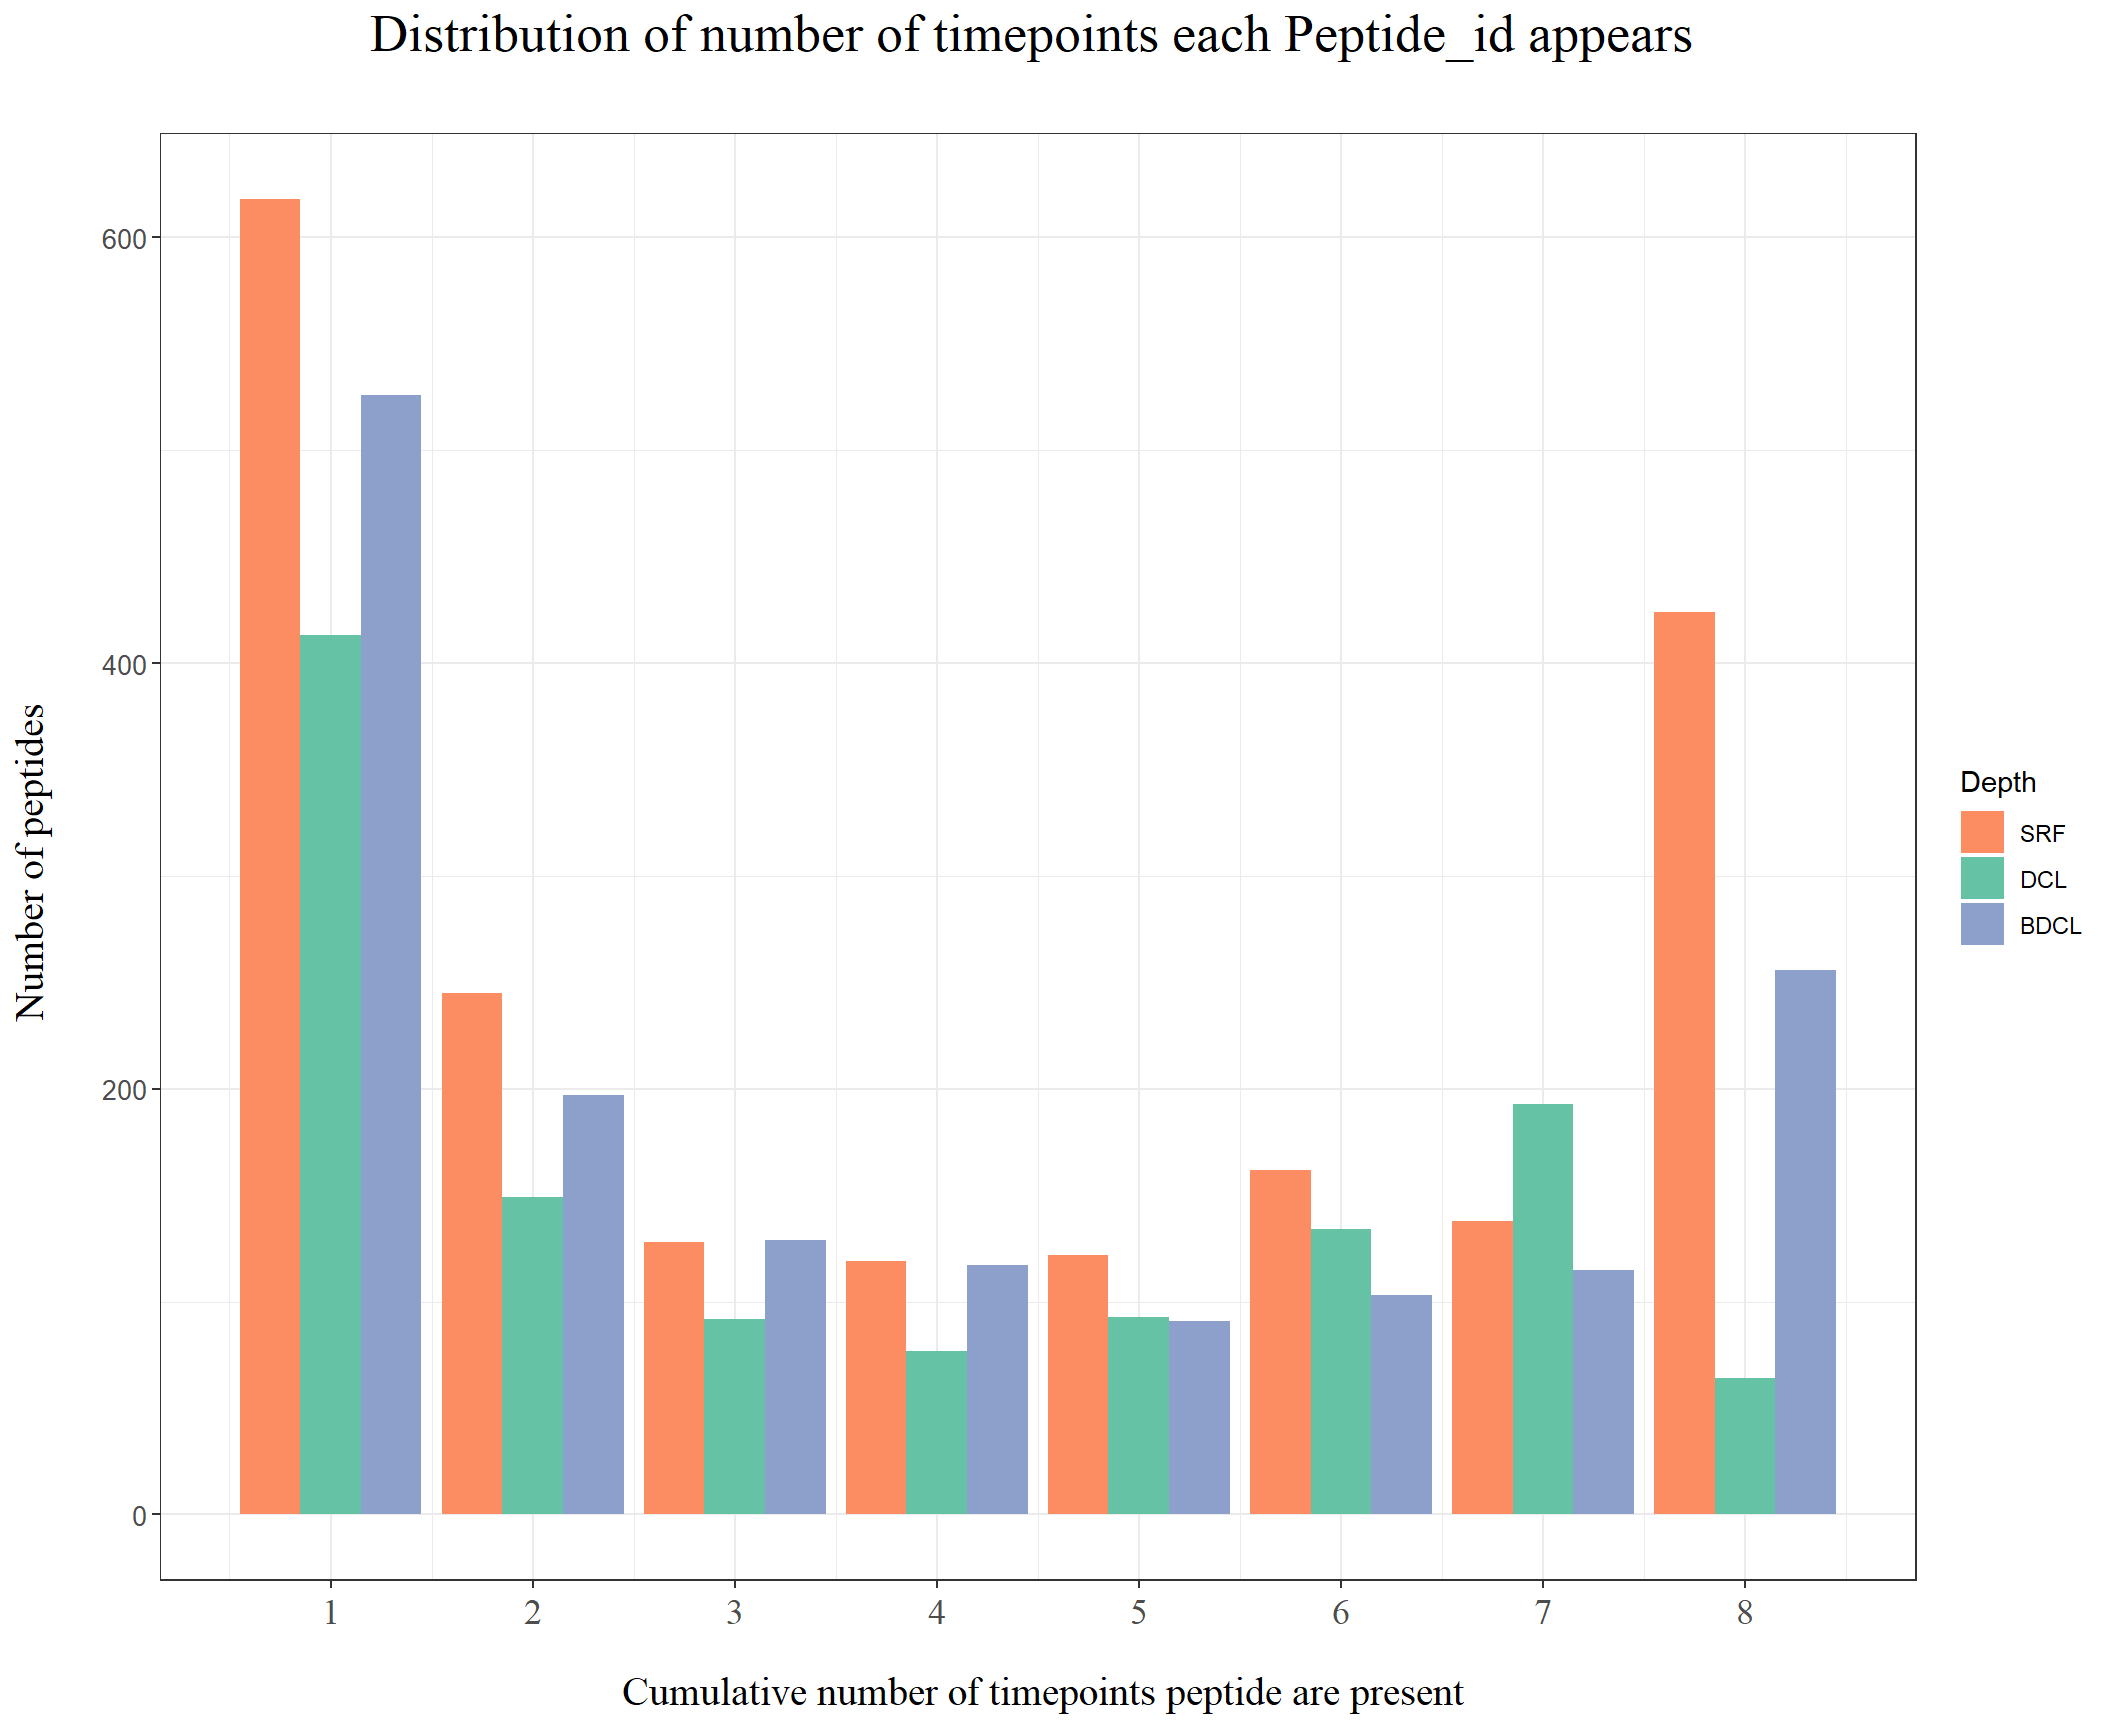 Distribution of number of timepoints each Peptide_id appears
600
400
200
0
Number of peptides
1 2 3 4 5 6 7 8
Cumulative number of timepoints peptide are present
Depth
SRF
DCL
BDCL